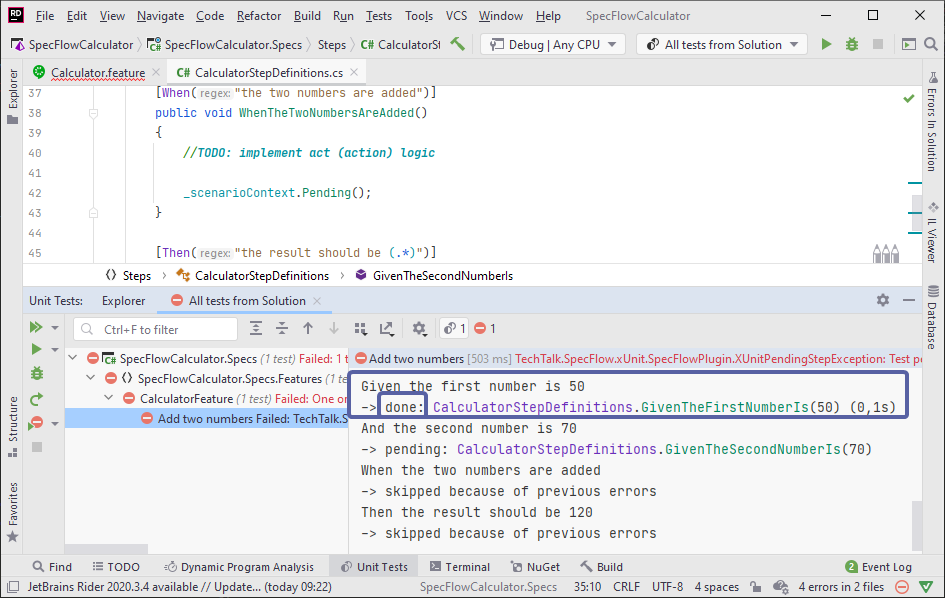 RD File Edit View Navigate Code Refactor Build Run Tests Tools VCS Window Help SpecFlowCalculator
SpecFlowCalculator SpecFlowCalculator.Specs Steps C# CalculatorSt Debug | Any CPU All tests from Solution
Calculator.feature C# CalculatorStepDefinitions.cs
Explorer
Structure
Favorites
37 [When(regex: "the two numbers are added")]
38 public void WhenTheTwoNumbersAreAdded()
39 {
40 //TODO: implement act (action) logic
41
42 _scenarioContext.Pending();
43 }
44
45 [Then(regex: "the result should be (.*)")]
Errors In Solution
IL Viewer
Database
Steps CalculatorStepDefinitions GivenTheSecondNumberIs
Unit Tests: Explorer All tests from Solution
Ctrl+F to filter 1 1
SpecFlowCalculator.Specs (1 test) Failed: 1 t
SpecFlowCalculator.Specs.Features (1 te
CalculatorFeature (1 test) Failed: One or
Add two numbers Failed: TechTalk.S
Add two numbers [503 ms] TechTalk.SpecFlow.xUnit.SpecFlowPlugin.XUnitPendingStepException: Test pe
Given the first number is 50
-> done: CalculatorStepDefinitions.GivenTheFirstNumberIs(50) (0,1s)
And the second number is 70
-> pending: CalculatorStepDefinitions.GivenTheSecondNumberIs(70)
When the two numbers are added
-> skipped because of previous errors
Then the result should be 120
-> skipped because of previous errors
Find TODO Dynamic Program Analysis Unit Tests Terminal NuGet Build 2 Event Log
JetBrains Rider 2020.3.4 available // Update... (today 09:22) SpecFlowCalculator.Specs 35:10 CRLF UTF-8 4 spaces 4 errors in 2 files